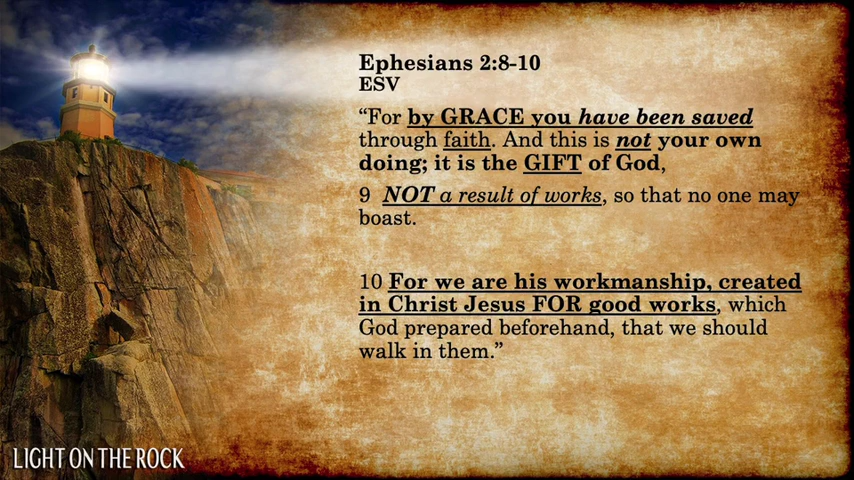 Ephesians 2:8-10
ESV
“For by GRACE you have been saved
through faith. And this is not your own
doing; it is the GIFT of God,
9 NOT a result of works, so that no one may
boast.
10 For we are his workmanship, created
in Christ Jesus FOR good works, which
God prepared beforehand, that we should
walk in them.”
LIGHT ON THE ROCK